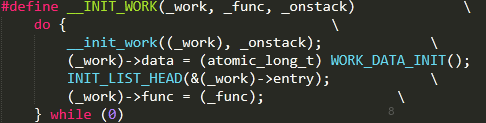 #define __INIT_WORK(_work, _func, _onstack) \
do { \
__init_work((_work), _onstack); \
(_work)->data = (atomic_long_t) WORK_DATA_INIT(); \
INIT_LIST_HEAD(&(_work)->entry); \
(_work)->func = (_func); \
} while (0)
8